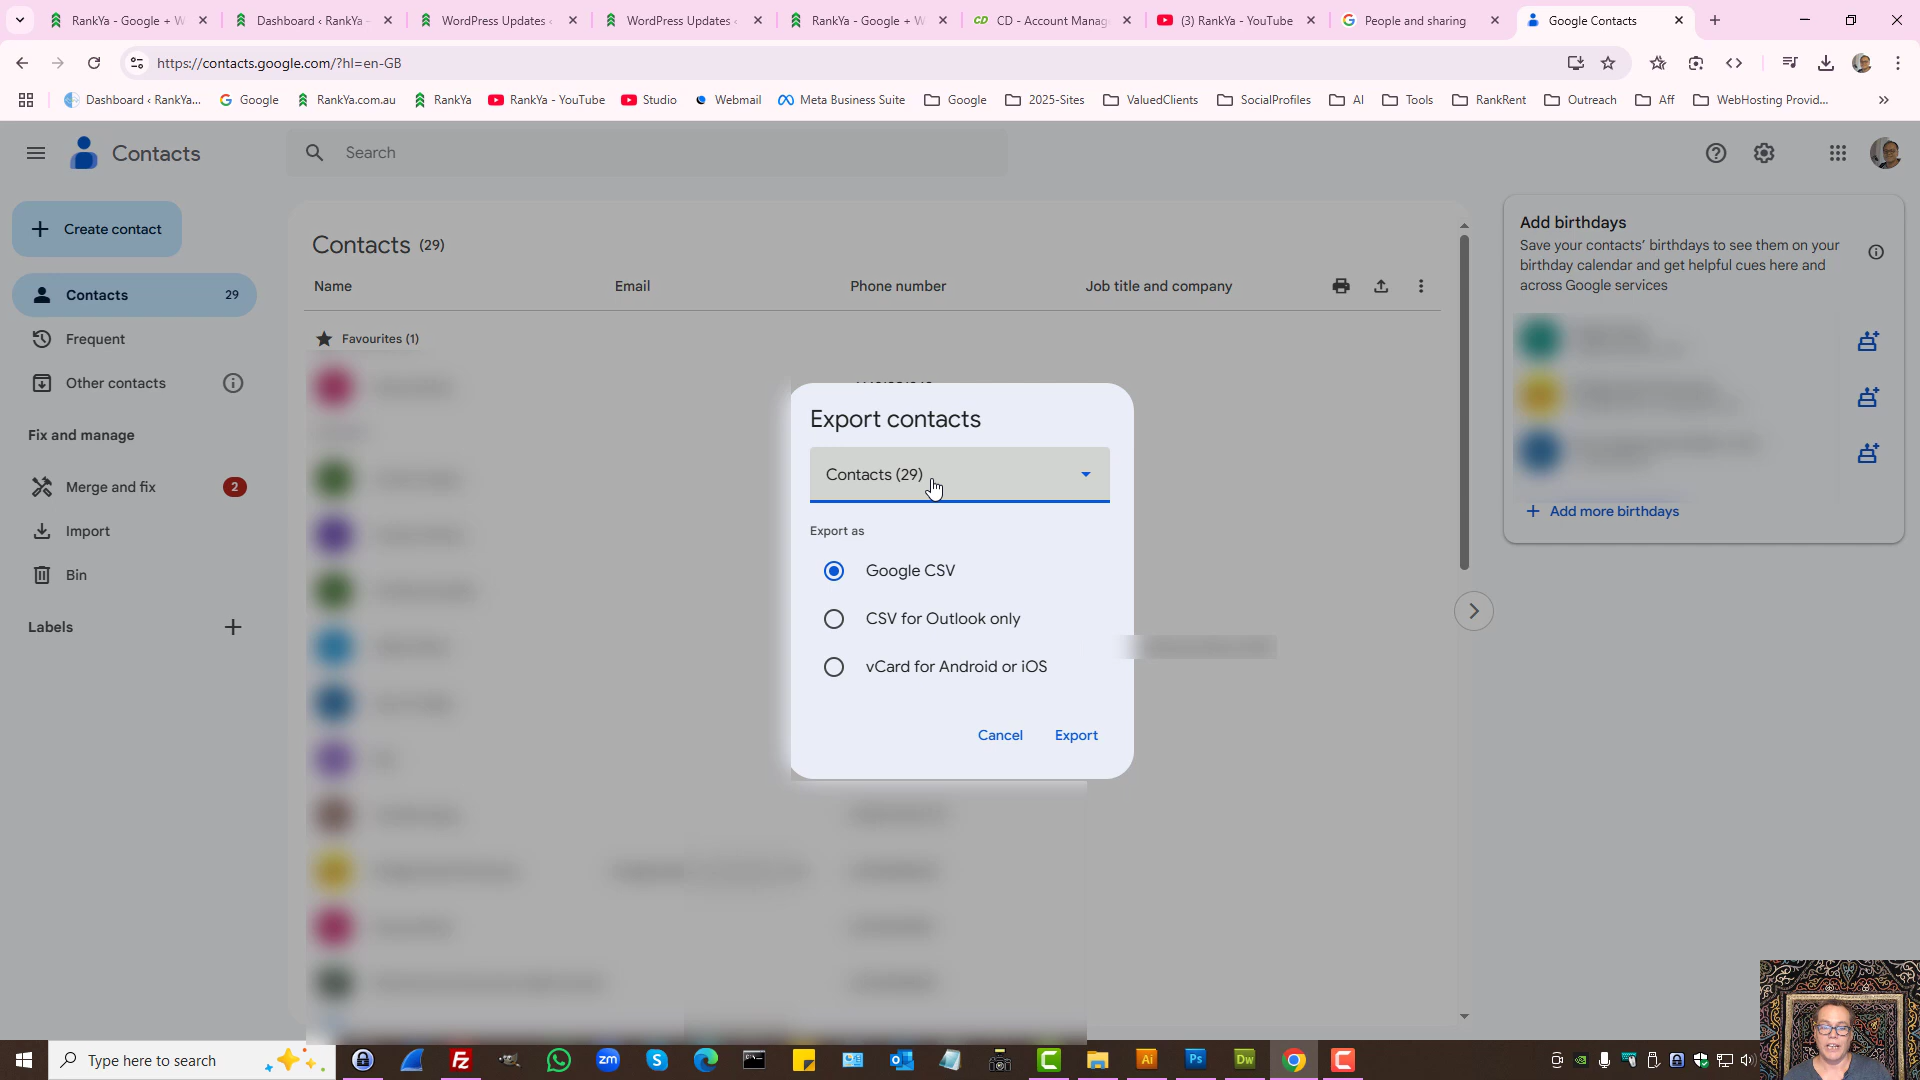 RankYa - Google + W
Dashboard ‹ RankYa -
WordPress Updates ‹
WordPress Updates ‹
RankYa - Google + W
CD - Account Manag
(3) RankYa - YouTube
People and sharing
Google Contacts
https://contacts.google.com/?hl=en-GB
Dashboard ‹ RankYa...
Google
RankYa.com.au
RankYa
RankYa - YouTube
Studio
Webmail
Meta Business Suite
Google
2025-Sites
ValuedClients
SocialProfiles
AI
Tools
RankRent
Outreach
Aff
WebHosting Provid...
Contacts
Search
Create contact
Contacts 29
Frequent
Other contacts
Fix and manage
Merge and fix 2
Import
Bin
Labels
Contacts (29)
Name Email Phone number Job title and company
Favourites (1)
Export contacts
Contacts (29)
Export as
Google CSV
CSV for Outlook only
vCard for Android or iOS
Cancel Export
Add birthdays
Save your contacts' birthdays to see them on your
birthday calendar and get helpful cues here and
across Google services
Add more birthdays
Type here to search